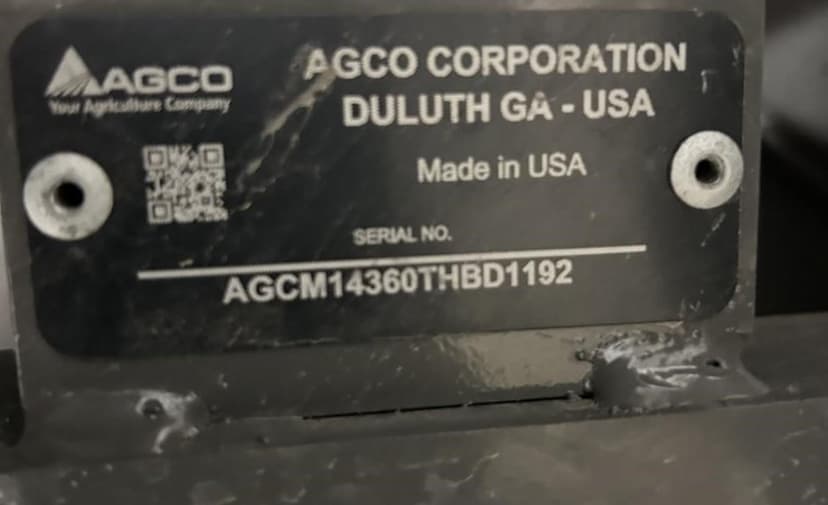 AGCO
Your Agriculture Company
AGCO CORPORATION
DULUTH GA - USA
Made in USA
SERIAL NO.
AGCM14360THBD1192